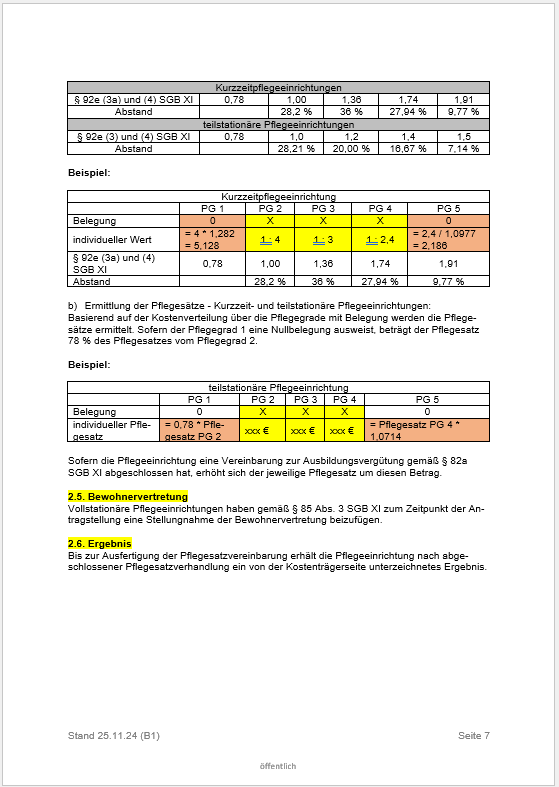 Kurzzeitpflegeeinrichtungen
§ 92e (3a) und (4) SGB XI 0,78 1,00 1,36 1,74 1,91
Abstand 28,2 % 36 % 27,94 % 9,77 %
teilstationäre Pflegeeinrichtungen
§ 92e (3) und (4) SGB XI 0,78 1,0 1,2 1,4 1,5
Abstand 28,21 % 20,00 % 16,67 % 7,14 %
Beispiel:
Kurzzeitpflegeeinrichtung
PG 1 PG 2 PG 3 PG 4 PG 5
Belegung 0 X X X 0
individueller Wert = 4 * 1,282 = 5,128 1 : 4 1 : 3 1 : 2,4 = 2,4 / 1,0977 = 2,186
§ 92e (3a) und (4) SGB XI 0,78 1,00 1,36 1,74 1,91
Abstand 28,2 % 36 % 27,94 % 9,77 %
b) Ermittlung der Pflegesätze - Kurzzeit- und teilstationäre Pflegeeinrichtungen:
Basierend auf der Kostenverteilung über die Pflegegrade mit Belegung werden die Pflege-
sätze ermittelt. Sofern der Pflegegrad 1 eine Nullbelegung ausweist, beträgt der Pflegesatz
78 % des Pflegesatzes vom Pflegegrad 2.
Beispiel:
teilstationäre Pflegeeinrichtung
PG 1 PG 2 PG 3 PG 4 PG 5
Belegung 0 X X X 0
individueller Pfle-gesatz = 0,78 * Pfle-gesatz PG 2 xxx € xxx € xxx € = Pflegesatz PG 4 * 1,0714
Sofern die Pflegeeinrichtung eine Vereinbarung zur Ausbildungsvergütung gemäß § 82a
SGB XI abgeschlossen hat, erhöht sich der jeweilige Pflegesatz um diesen Betrag.
2.5. Bewohnervertretung
Vollstationäre Pflegeeinrichtungen haben gemäß § 85 Abs. 3 SGB XI zum Zeitpunkt der An-
tragstellung eine Stellungnahme der Bewohnervertretung beizufügen.
2.6. Ergebnis
Bis zur Ausfertigung der Pflegesatzvereinbarung erhält die Pflegeeinrichtung nach abge-
schlossener Pflegesatzverhandlung ein von der Kostenträgerseite unterzeichnetes Ergebnis.
Stand 25.11.24 (B1) Seite 7
öffentlich